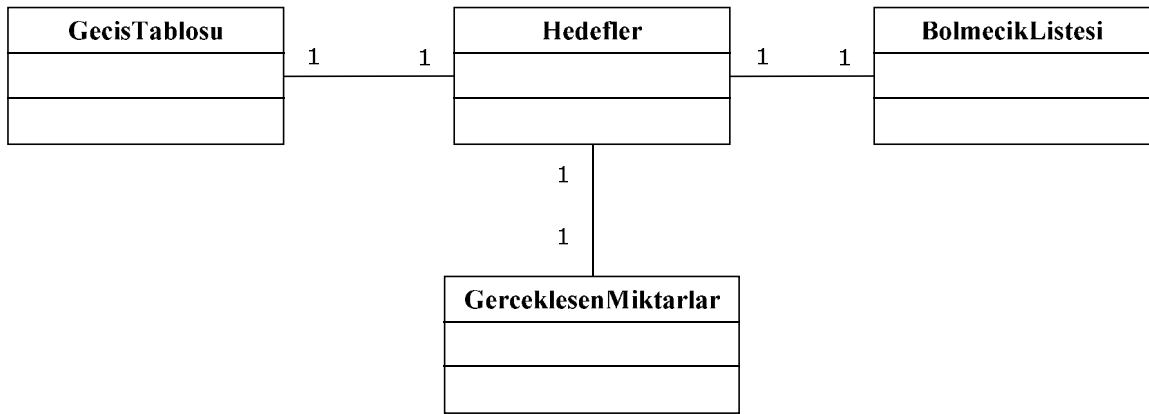 GecisTablosu
Hedefler
BolmecikListesi
1 1
1 1
1
1
GerceklesenMiktarlar